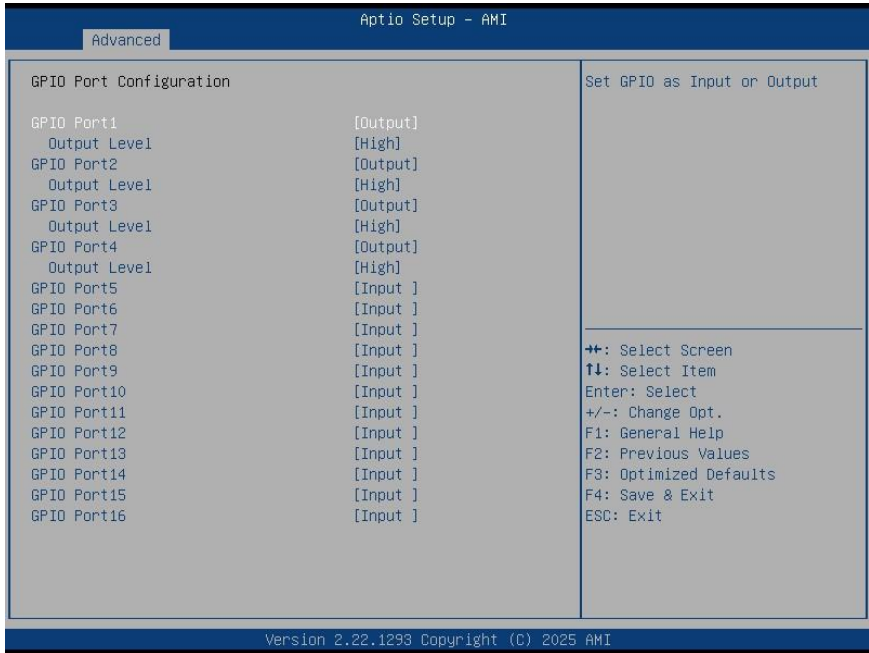 Aptio Setup – AMI
Advanced
GPIO Port Configuration
GPIO Port1 [Output]
Output Level [High]
GPIO Port2 [Output]
Output Level [High]
GPIO Port3 [Output]
Output Level [High]
GPIO Port4 [Output]
Output Level [High]
GPIO Port5 [Input ]
GPIO Port6 [Input ]
GPIO Port7 [Input ]
GPIO Port8 [Input ]
GPIO Port9 [Input ]
GPIO Port10 [Input ]
GPIO Port11 [Input ]
GPIO Port12 [Input ]
GPIO Port13 [Input ]
GPIO Port14 [Input ]
GPIO Port15 [Input ]
GPIO Port16 [Input ]
Set GPIO as Input or Output
→←: Select Screen
↑↓: Select Item
Enter: Select
+/-: Change Opt.
F1: General Help
F2: Previous Values
F3: Optimized Defaults
F4: Save & Exit
ESC: Exit
Version 2.22.1293 Copyright (C) 2025 AMI